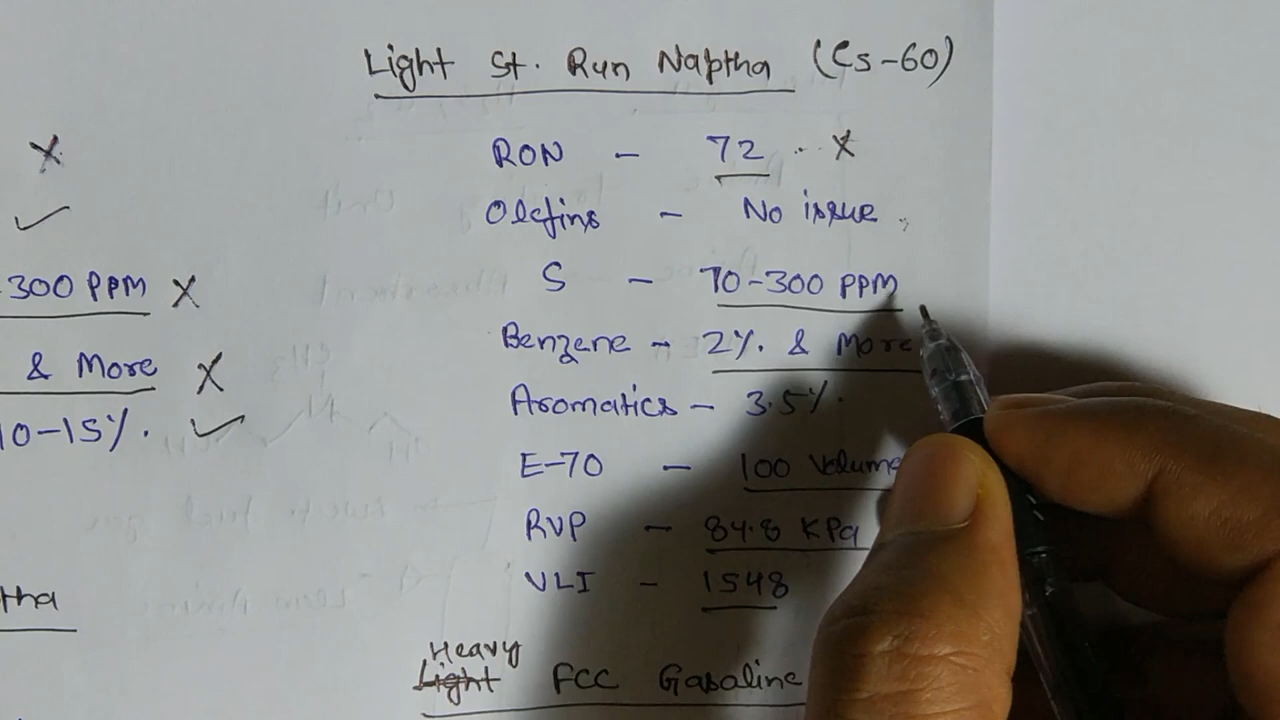 Light St. Run Naptha (C5-60)
RON - 72 .. X
Olefins - No issue
S - 70-300 PPM
Benzene - 2%. & More
Aromatics - 3.5%.
E-70 - 100 Volume
RVP - 84.8 KPa
VLI - 1548
Heavy
Light FCC Gasaline
X
✓
300 PPM X
& More X
10-15%. ✓
tha